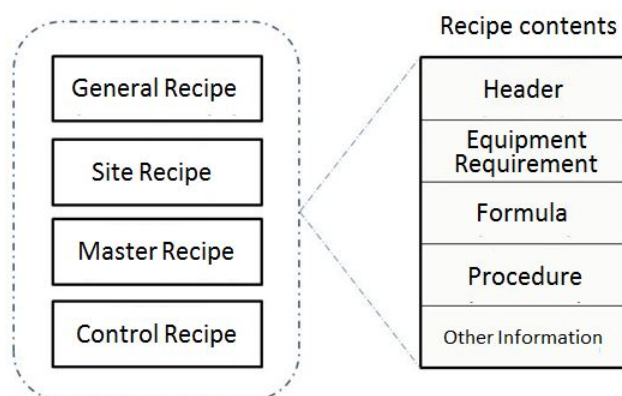 Recipe contents
General Recipe
Site Recipe
Master Recipe
Control Recipe
Header
Equipment
Requirement
Formula
Procedure
Other Information